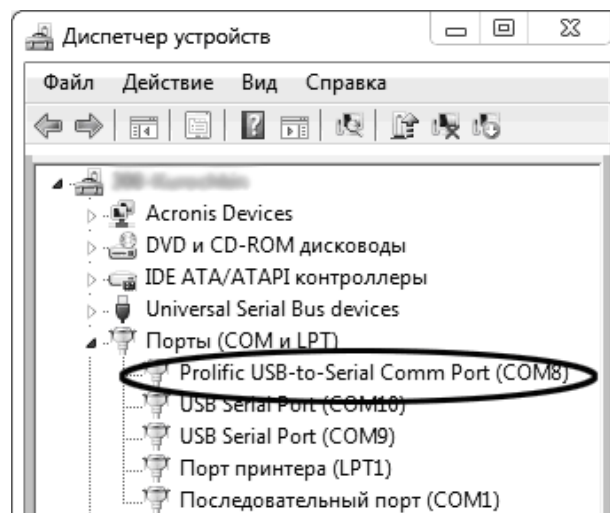 Диспетчер устройств
Файл Действие Вид Справка
Acronis Devices
DVD и CD-ROM дисководы
IDE ATA/ATAPI контроллеры
Universal Serial Bus devices
Порты (COM и LPT)
Prolific USB-to-Serial Comm Port (COM8)
USB Serial Port (COM10)
USB Serial Port (COM9)
Порт принтера (LPT1)
Последовательный порт (COM1)